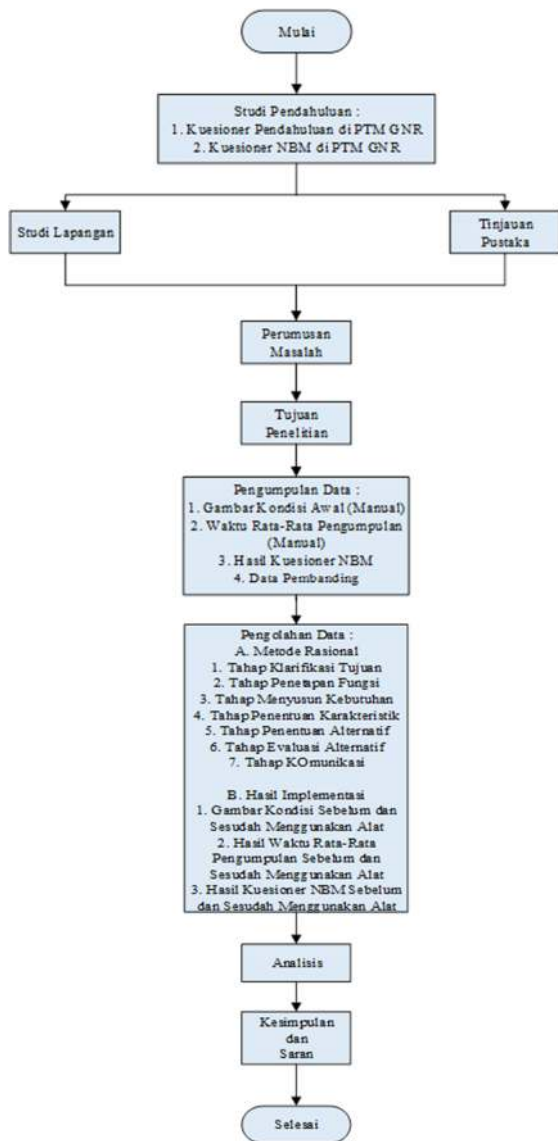 Mulai
Studi Pendahuluan :
1. Kuesioner Pendahuluan di PTM GNR
2. Kuesioner NBM di PTM GNR
Studi Lapangan
Tinjauan
Pustaka
Perumusan
Masalah
Tujuan
Penelitian
Pengumpulan Data :
1. Gambar Kondisi Awal (Manual)
2. Waktu Rata-Rata Pengumpulan
(Manual)
3. Hasil Kuesioner NBM
4. Data Pembanding
Pengolahan Data :
A. Metode Rasional
1. Tahap Klarifikasi Tujuan
2. Tahap Penetapan Fungsi
3. Tahap Menyusun Kebutuhan
4. Tahap Penentuan Karakteristik
5. Tahap Penentuan Alternatif
6. Tahap Evaluasi Alternatif
7. Tahap KOmunikasi
B. Hasil Implementasi
1. Gambar Kondisi Sebelum dan
Sesudah Menggunakan Alat
2. Hasil Waktu Rata-Rata
Pengumpulan Sebelum dan
Sesudah Menggunakan Alat
3. Hasil Kuesioner NBM Sebelum
dan Sesudah Menggunakan Alat
Analisis
Kesimpulan
dan
Saran
Selesai